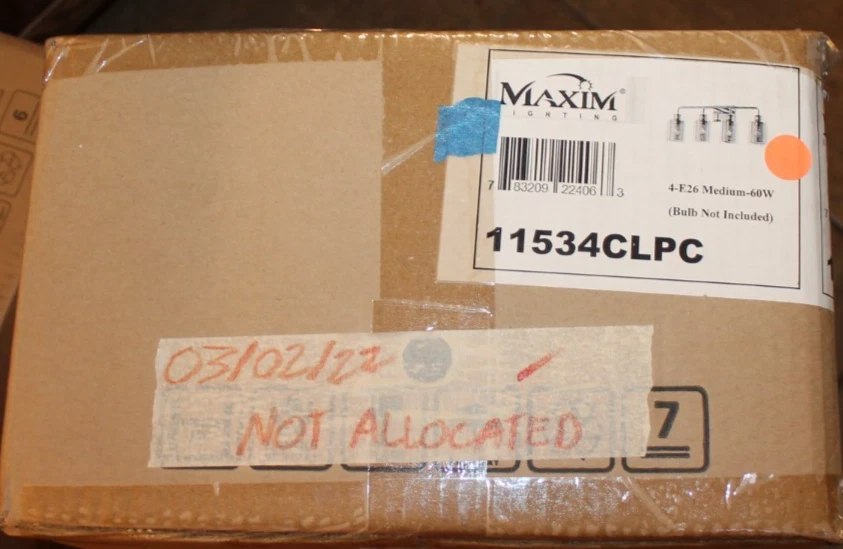 MAXIM®
LIGHTING
7 83209 22406 3
4-E26 Medium-60W
(Bulb Not Included)
11534CLPC
03/02/22
NOT ALLOCATED
7
6